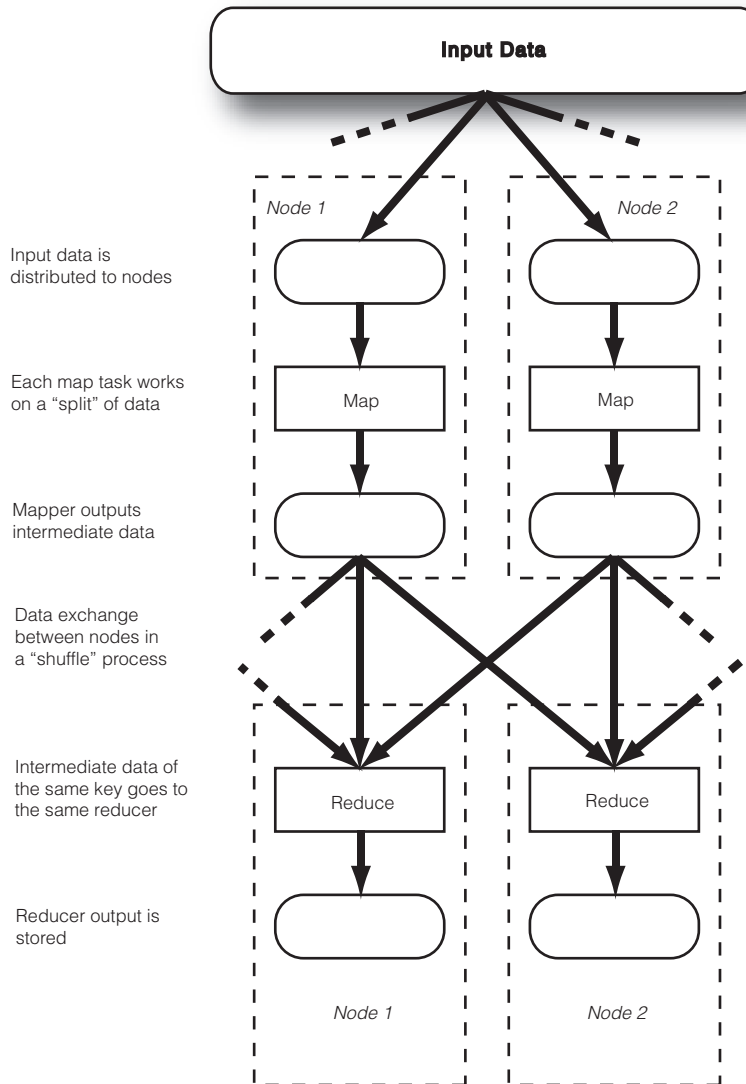 Input Data
Node 1
Node 2
Input data is
distributed to nodes
Each map task works
on a “split” of data
Map
Map
Mapper outputs
intermediate data
Data exchange
between nodes in
a “shuffle” process
Intermediate data of
the same key goes to
the same reducer
Reduce
Reduce
Reducer output is
stored
Node 1
Node 2